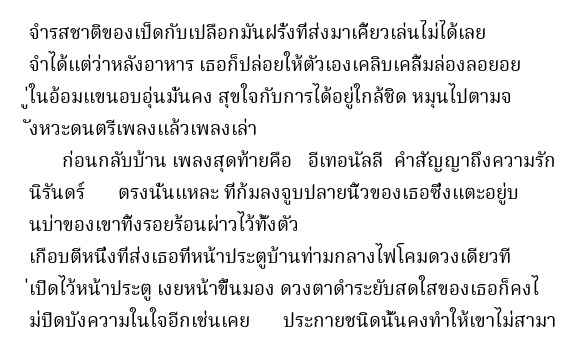 จำรสชาติของเป็ดกับเปลือกมันฝรั่งที่ส่งมาเคี้ยวเล่นไม่ได้เลย
จำได้แต่ว่าหลังอาหาร เธอก็ปล่อยให้ตัวเองเคลิบเคลิ้มล่องลอยอย
ู่ในอ้อมแขนอบอุ่นมั่นคง สุขใจกับการได้อยู่ใกล้ชิด หมุนไปตามจ
ังหวะดนตรีเพลงแล้วเพลงเล่า
ก่อนกลับบ้าน เพลงสุดท้ายคือ อีเทอนัลลี คำสัญญาถึงความรัก
นิรันดร์ ตรงนั้นแหละ ที่ก้มลงจูบปลายนิ้วของเธอซึ่งแตะอยู่บ
นบ่าของเขาทิ้งรอยร้อนผ่าวไว้ทั้งตัว
เกือบตีหนึ่งที่ส่งเธอที่หน้าประตูบ้านท่ามกลางไฟโคมดวงเดียวที
่เปิดไว้หน้าประตู เงยหน้าขึ้นมอง ดวงตาดำระยับสดใสของเธอก็คงไ
ม่ปิดบังความในใจอีกเช่นเคย ประกายชนิดนั้นคงทำให้เขาไม่สามา